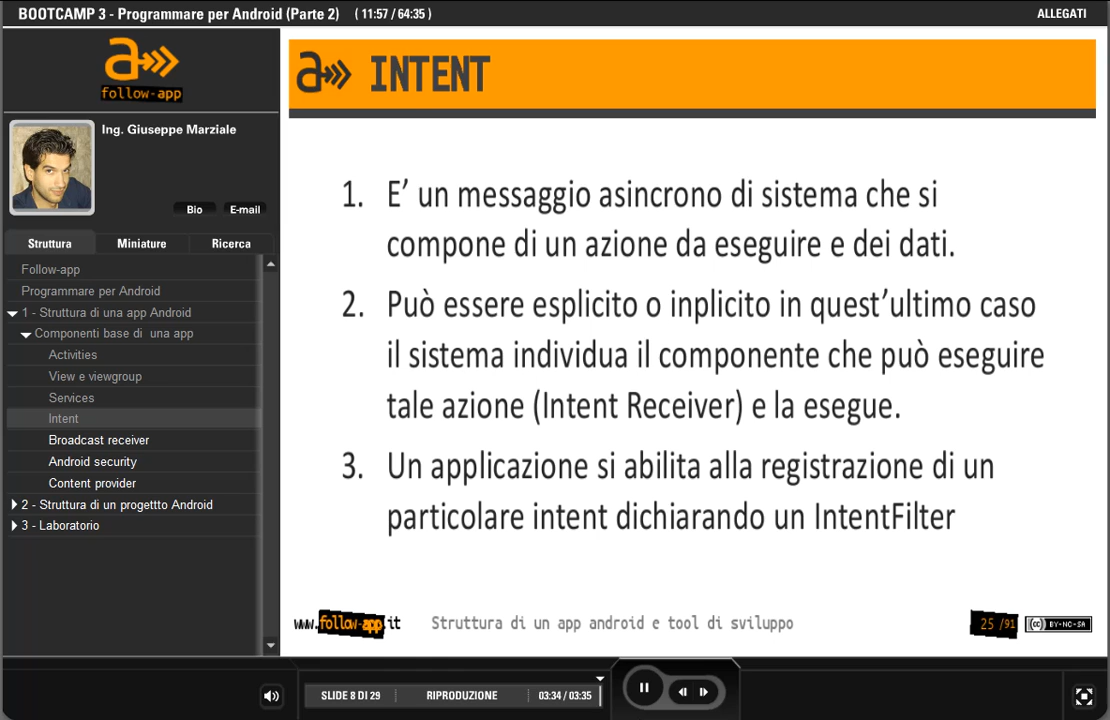 BOOTCAMP 3 - Programmare per Android (Parte 2) ( 11:57 / 64:35 )
ALLEGATI
a
follow-app
Ing. Giuseppe Marziale
Bio
E-mail
Struttura
Miniature
Ricerca
Follow-app
Programmare per Android
1 - Struttura di una app Android
Componenti base di una app
Activities
View e viewgroup
Services
Intent
Broadcast receiver
Android security
Content provider
2 - Struttura di un progettto Android
3 - Laboratorio
a INTENT
1. E’ un messaggio asincrono di sistema che si
compone di un azione da eseguire e dei dati.
2. Può essere esplicito o inplicito in quest’ultimo caso
il sistema individua il componente che può eseguire
tale azione (Intent Receiver) e la esegue.
3. Un applicazione si abilita alla registrazione di un
particolare intent dichiarando un IntentFilter
www.follow-app.it
Struttura di un app android e tool di sviluppo
25 /91
(cc) BY-NC-SA
SLIDE 8 DI 29
RIPRODUZIONE
03:34 / 03:35